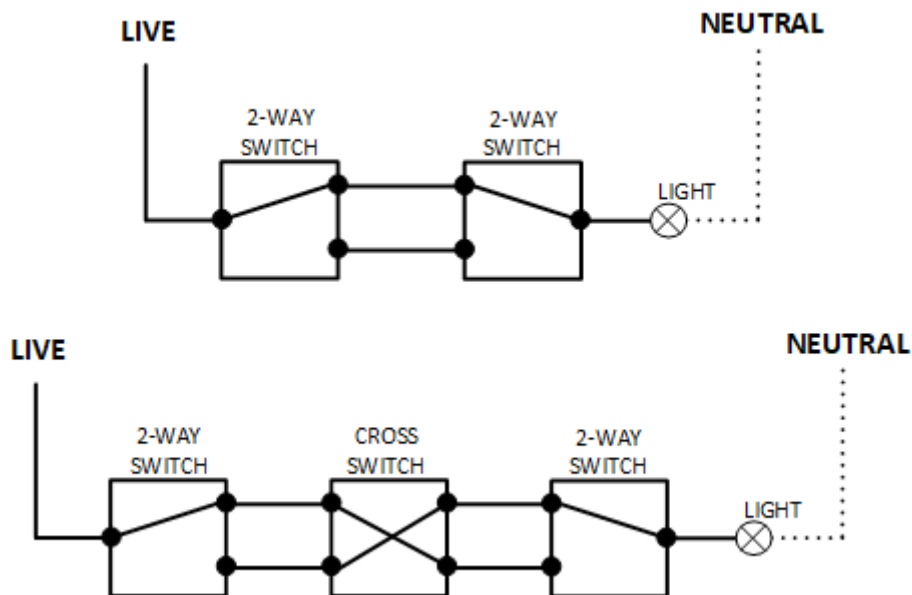 LIVE
NEUTRAL
2-WAY
SWITCH
2-WAY
SWITCH
LIGHT
LIVE
NEUTRAL
2-WAY
SWITCH
CROSS
SWITCH
2-WAY
SWITCH
LIGHT